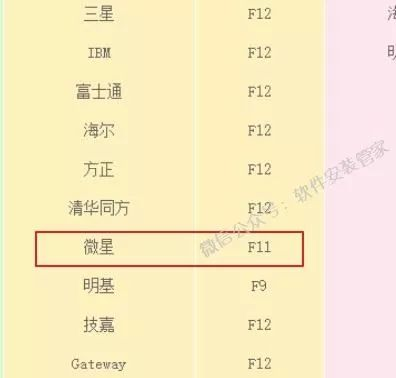 三星 F12
IBM F12
富士通 F12
海尔 F12
方正 F12
清华同方 F12
微星 F11
明基 F9
技嘉 F12
Gateway F12
微信公众号：软件安装管家